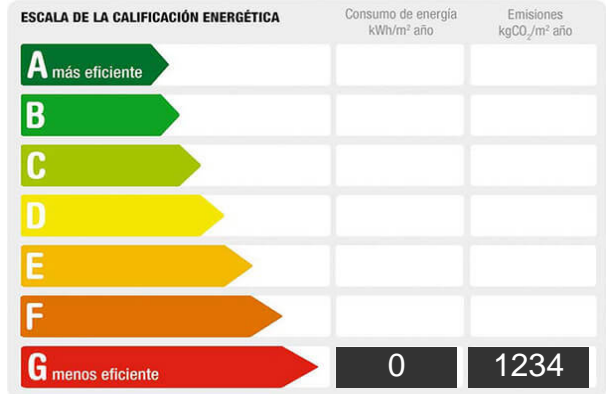 ESCALA DE LA CALIFICACIÓN ENERGÉTICA
Consumo de energía
kWh/m² año
Emisiones
kgCO₂/m² año
A más eficiente
B
C
D
E
F
G menos eficiente
0
1234